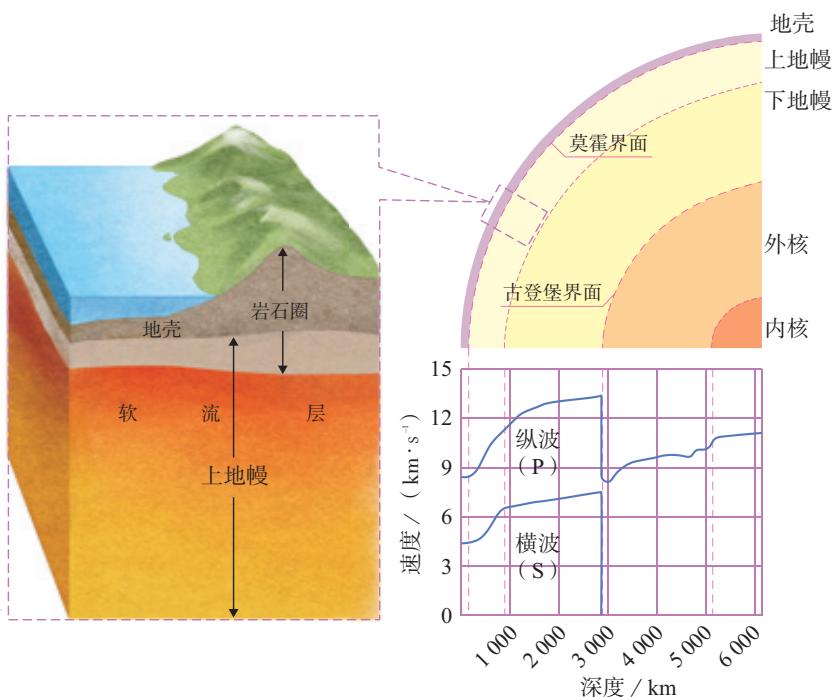 地壳
上地幔
下地幔
莫霍界面
外核
古登堡界面
内核
岩石圈
地壳
软流层
上地幔
15
12
9
6
3
0
速度 /（ km· s⁻¹）
纵波
（ P ）
横波
（ S ）
1 000
2 000
3 000
4 000
5 000
6 000
深度 / km